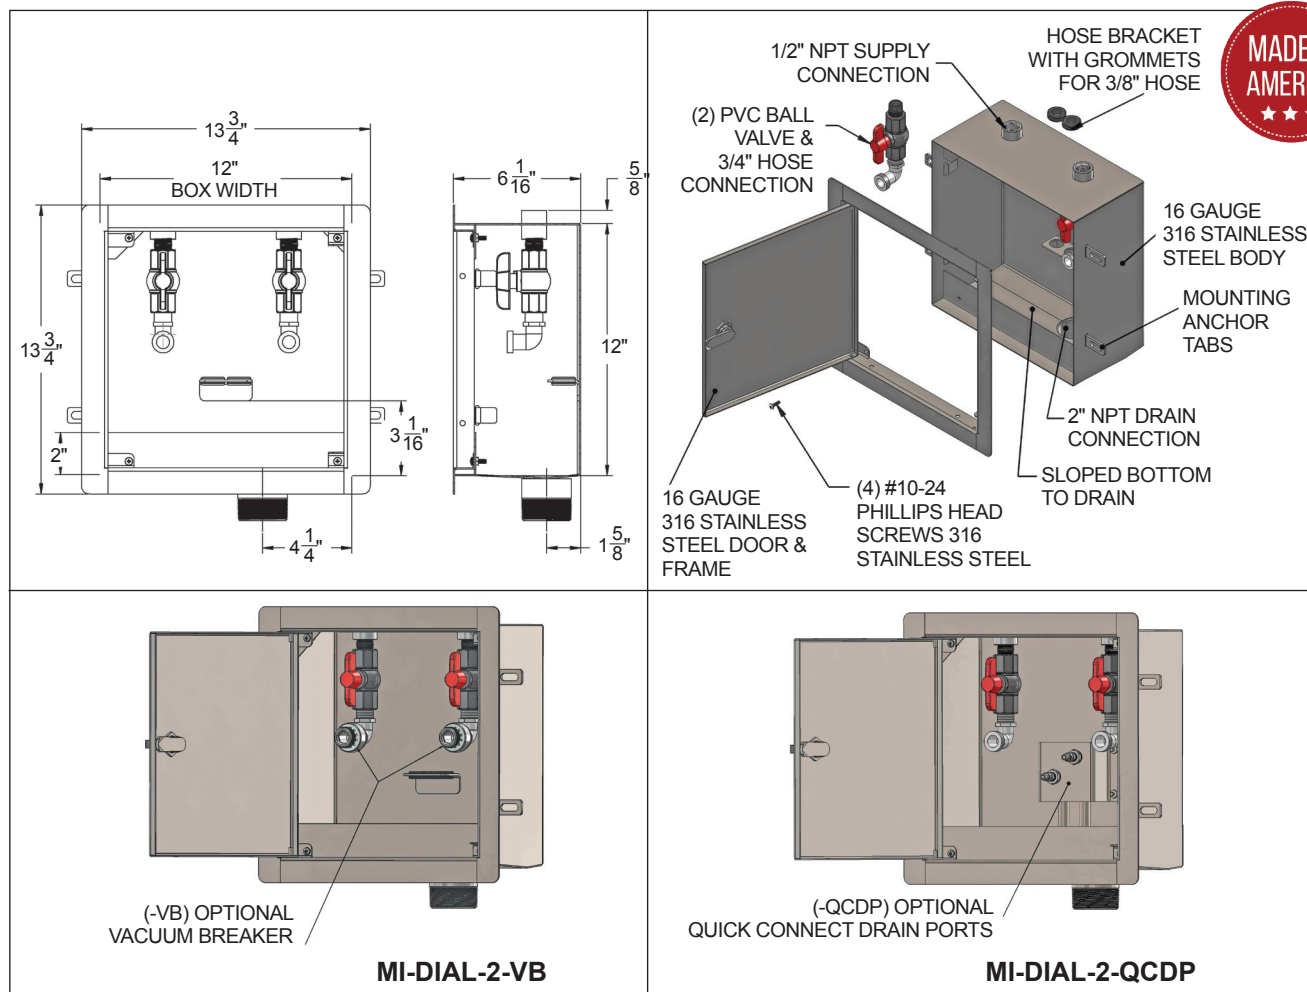 13 3/4"
12"
BOX WIDTH
6 1/16"
5/8"
13 3/4"
12"
2"
3 1/16"
4 1/4"
1 5/8"
1/2" NPT SUPPLY
CONNECTION
HOSE BRACKET
WITH GROMMETS
FOR 3/8" HOSE
MADE
AMER
(2) PVC BALL
VALVE &
3/4" HOSE
CONNECTION
16 GAUGE
316 STAINLESS
STEEL BODY
MOUNTING
ANCHOR
TABS
2" NPT DRAIN
CONNECTION
SLOPED BOTTOM
TO DRAIN
(4) #10-24
PHILLIPS HEAD
SCREWS 316
STAINLESS STEEL
16 GAUGE
316 STAINLESS
STEEL DOOR &
FRAME
(-VB) OPTIONAL
VACUUM BREAKER
MI-DIAL-2-VB
(-QCDP) OPTIONAL
QUICK CONNECT DRAIN PORTS
MI-DIAL-2-QCDP